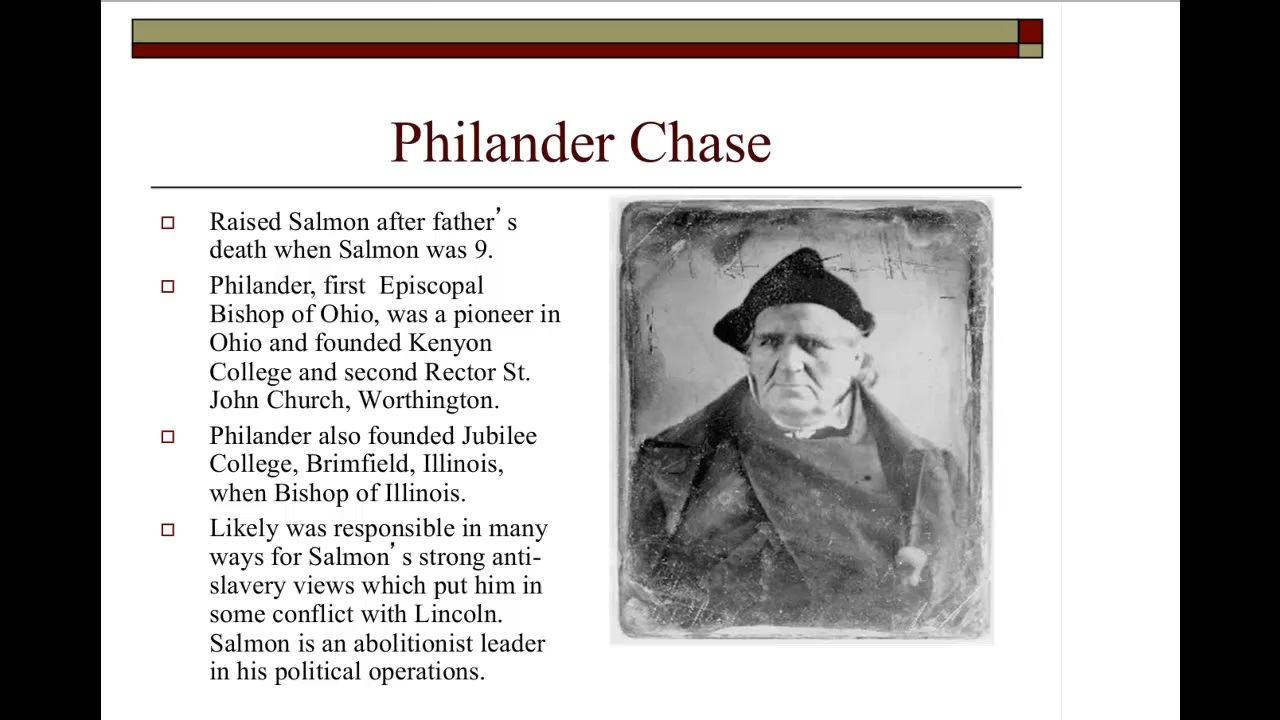 Philander Chase
Raised Salmon after father’s
death when Salmon was 9.
Philander, first  Episcopal
Bishop of Ohio, was a pioneer in
Ohio and founded Kenyon
College and second Rector St.
John Church, Worthington.
Philander also founded Jubilee
College, Brimfield, Illinois,
when Bishop of Illinois.
Likely was responsible in many
ways for Salmon’s strong anti-
slavery views which put him in
some conflict with Lincoln.
Salmon is an abolitionist leader
in his political operations.